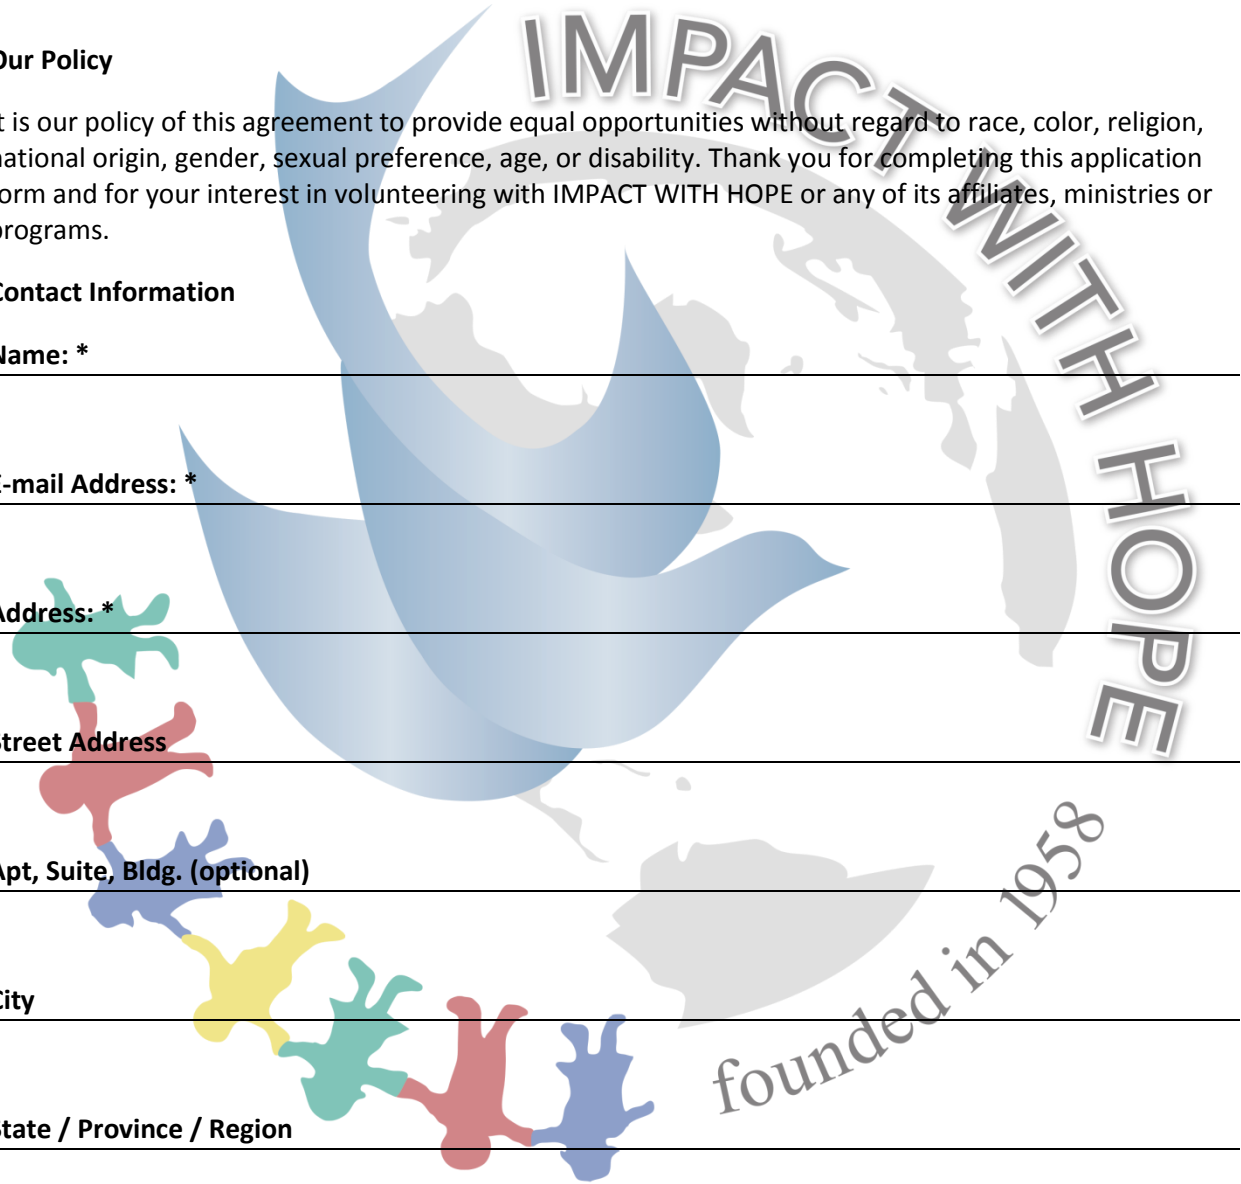 Our Policy
It is our policy of this agreement to provide equal opportunities without regard to race, color, religion,
national origin, gender, sexual preference, age, or disability. Thank you for completing this application
form and for your interest in volunteering with IMPACT WITH HOPE or any of its affiliates, ministries or
programs.
Contact Information
Name: *
E-mail Address: *
Address: *
Street Address
Apt, Suite, Bldg. (optional)
City
State / Province / Region
IMPACT WITH HOPE
founded in 1958